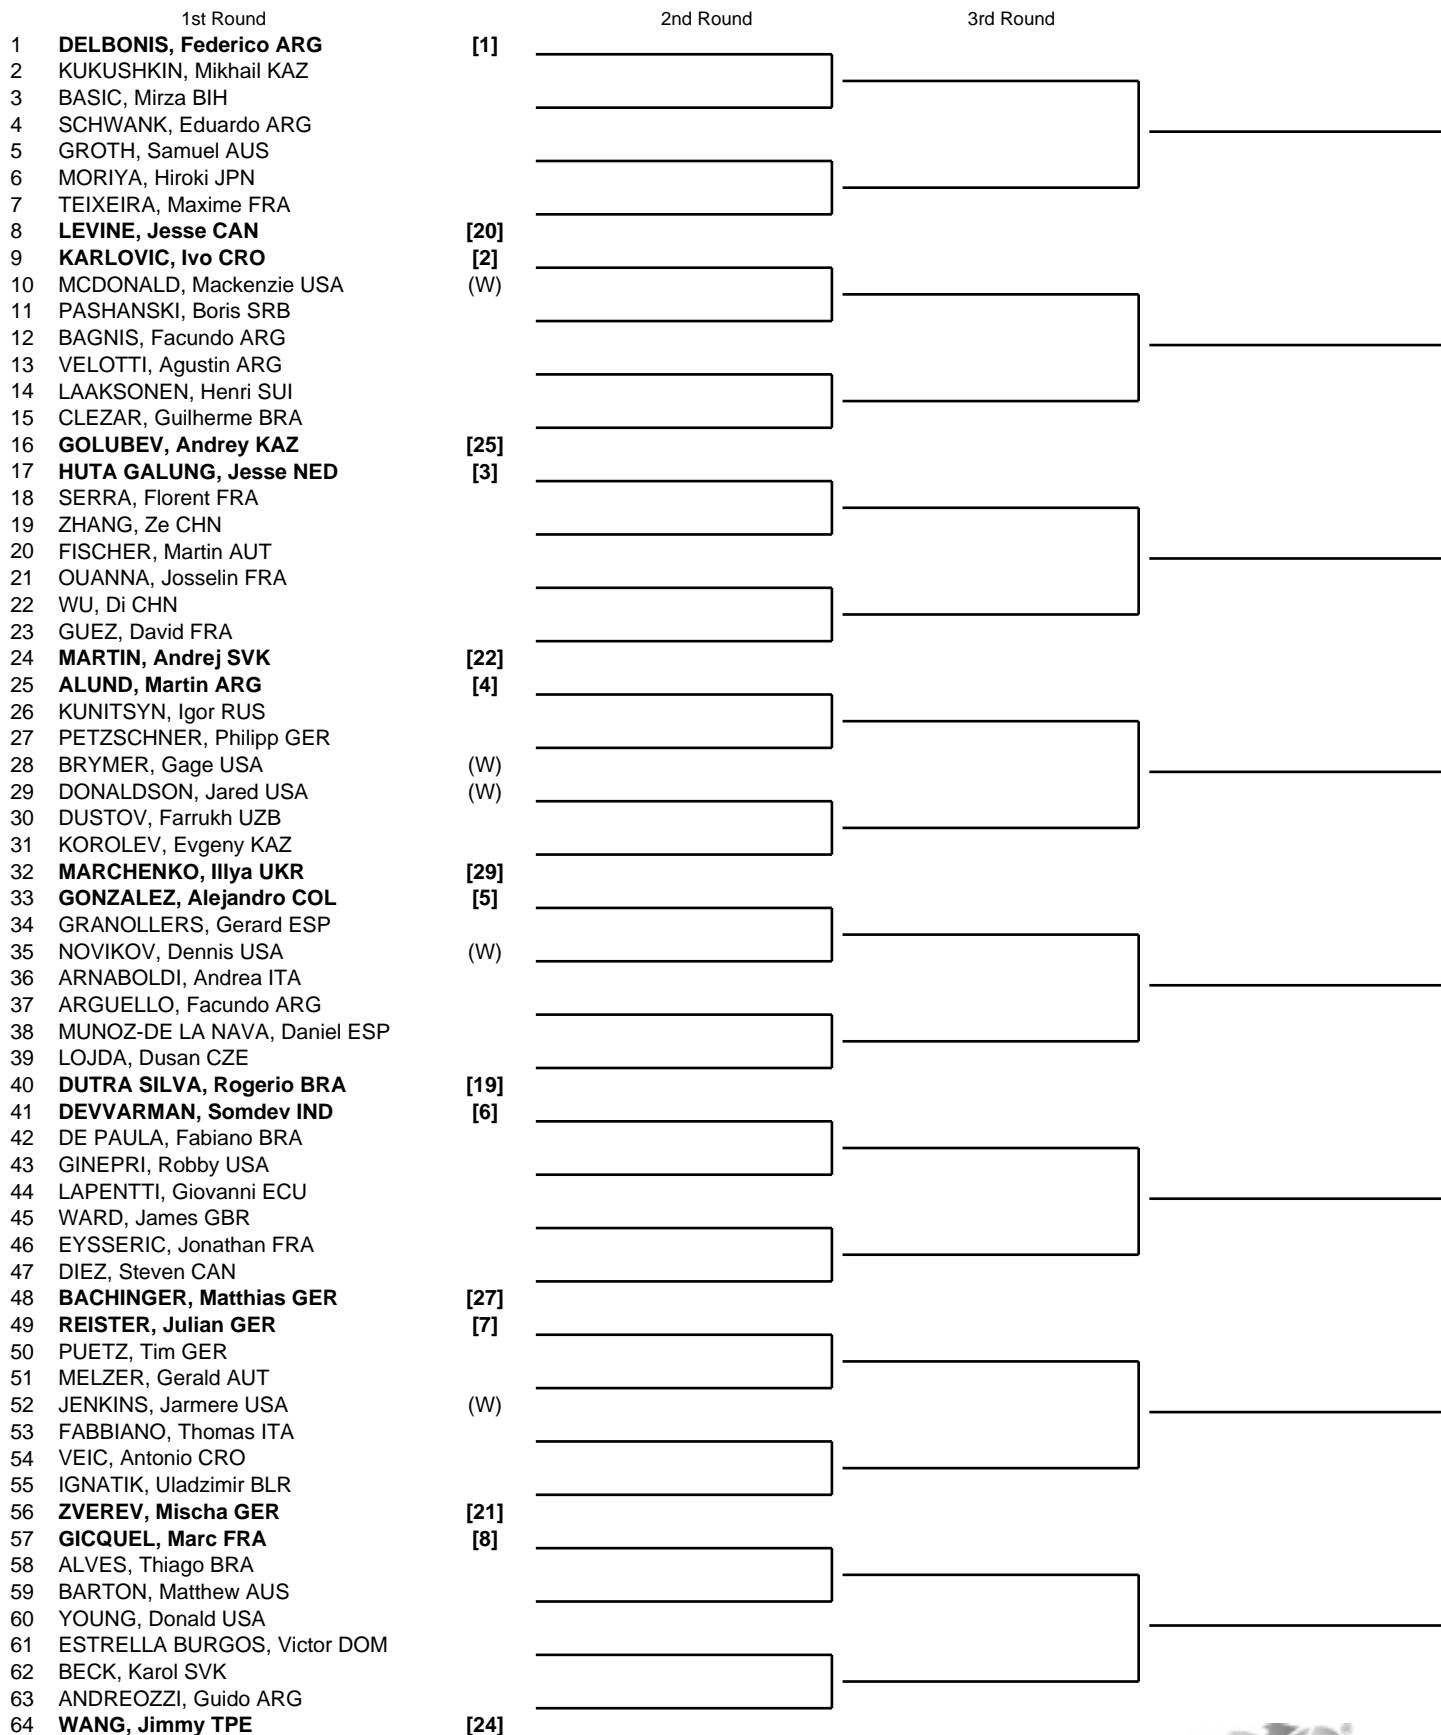 1st Round 2nd Round 3rd Round
1 DELBONIS, Federico ARG [1]
2 KUKUSHKIN, Mikhail KAZ
3 BASIC, Mirza BIH
4 SCHWANK, Eduardo ARG
5 GROTH, Samuel AUS
6 MORIYA, Hiroki JPN
7 TEIXEIRA, Maxime FRA
8 LEVINE, Jesse CAN [20]
9 KARLOVIC, Ivo CRO [2]
10 MCDONALD, Mackenzie USA (W)
11 PASHANSKI, Boris SRB
12 BAGNIS, Facundo ARG
13 VELOTTI, Agustin ARG
14 LAAKSONEN, Henri SUI
15 CLEZAR, Guilherme BRA
16 GOLUBEV, Andrey KAZ [25]
17 HUTA GALUNG, Jesse NED [3]
18 SERRA, Florent FRA
19 ZHANG, Ze CHN
20 FISCHER, Martin AUT
21 OUANNA, Josselin FRA
22 WU, Di CHN
23 GUEZ, David FRA
24 MARTIN, Andrej SVK [22]
25 ALUND, Martin ARG [4]
26 KUNITSYN, Igor RUS
27 PETZSCHNER, Philipp GER
28 BRYMER, Gage USA (W)
29 DONALDSON, Jared USA (W)
30 DUSTOV, Farrukh UZB
31 KOROLEV, Evgeny KAZ
32 MARCHENKO, Illya UKR [29]
33 GONZALEZ, Alejandro COL [5]
34 GRANOLLERS, Gerard ESP
35 NOVIKOV, Dennis USA (W)
36 ARNABOLDI, Andrea ITA
37 ARGUELLO, Facundo ARG
38 MUNOZ-DE LA NAVA, Daniel ESP
39 LOJDA, Dusan CZE
40 DUTRA SILVA, Rogerio BRA [19]
41 DEVVARMAN, Somdev IND [6]
42 DE PAULA, Fabiano BRA
43 GINEPRI, Robby USA
44 LAPENTTI, Giovanni ECU
45 WARD, James GBR
46 EYSSERIC, Jonathan FRA
47 DIEZ, Steven CAN
48 BACHINGER, Matthias GER [27]
49 REISTER, Julian GER [7]
50 PUETZ, Tim GER
51 MELZER, Gerald AUT
52 JENKINS, Jarmere USA (W)
53 FABBIANO, Thomas ITA
54 VEIC, Antonio CRO
55 IGNATIK, Uladzimir BLR
56 ZVEREV, Mischa GER [21]
57 GICQUEL, Marc FRA [8]
58 ALVES, Thiago BRA
59 BARTON, Matthew AUS
60 YOUNG, Donald USA
61 ESTRELLA BURGOS, Victor DOM
62 BECK, Karol SVK
63 ANDREOZZI, Guido ARG
64 WANG, Jimmy TPE [24]